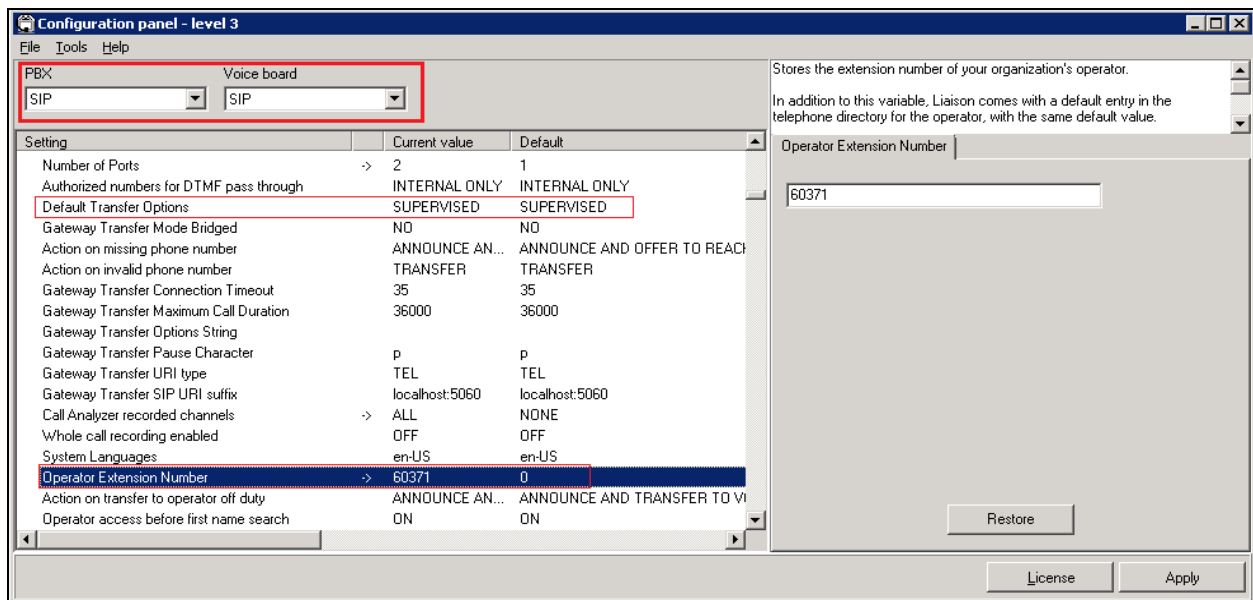 Configuration panel - level 3
File Tools Help
PBX Voice board
SIP SIP
Stores the extension number of your organization's operator.
In addition to this variable, Liaison comes with a default entry in the
telephone directory for the operator, with the same default value.
Setting Current value Default
Number of Ports -> 2 1
Authorized numbers for DTMF pass through INTERNAL ONLY INTERNAL ONLY
Default Transfer Options SUPERVISED SUPERVISED
Gateway Transfer Mode Bridged NO NO
Action on missing phone number ANNOUNCE AN... ANNOUNCE AND OFFER TO REACH
Action on invalid phone number TRANSFER TRANSFER
Gateway Transfer Connection Timeout 35 35
Gateway Transfer Maximum Call Duration 36000 36000
Gateway Transfer Options String
Gateway Transfer Pause Character p p
Gateway Transfer URI type TEL TEL
Gateway Transfer SIP URI suffix localhost:5060 localhost:5060
Call Analyzer recorded channels -> ALL NONE
Whole call recording enabled OFF OFF
System Languages en-US en-US
Operator Extension Number -> 60371 0
Action on transfer to operator off duty ANNOUNCE AN... ANNOUNCE AND TRANSFER TO
Operator access before first name search ON ON
Operator Extension Number
60371
Restore
License Apply